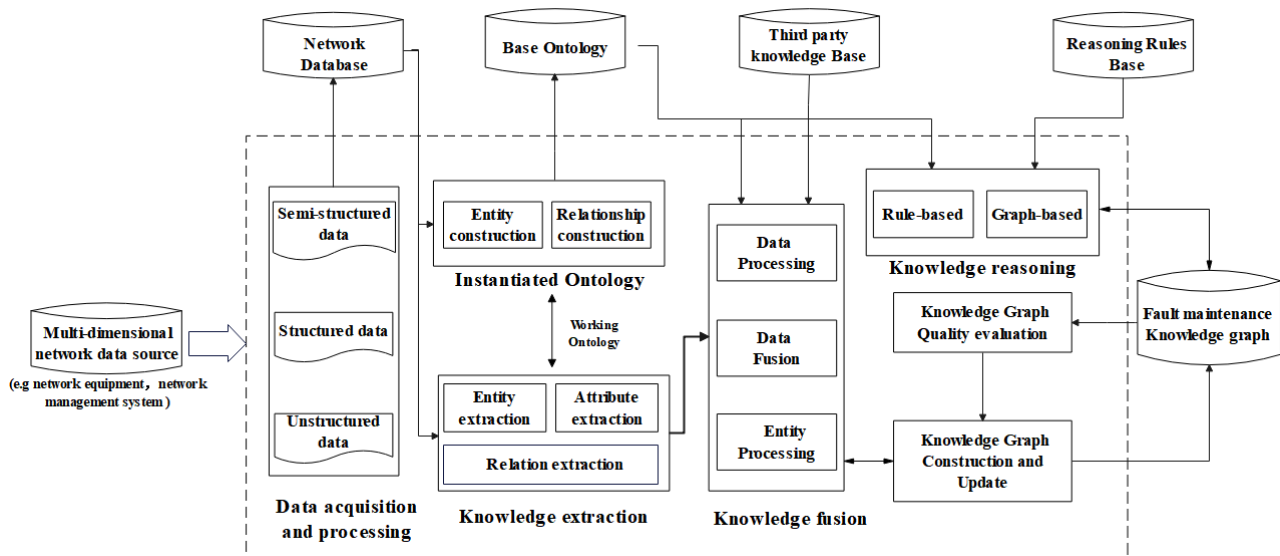 Network
Database
Base Ontology
Third party
knowledge Base
Reasoning Rules
Base
Semi-structured
data
Structured data
Unstructured
data
Data acquisition
and processing
Multi-dimensional
network data source
(e.g network equipment，network
management system )
Entity
construction
Relationship
construction
Instantiated Ontology
Working
Ontology
Entity
extraction
Attribute
extraction
Relation extraction
Knowledge extraction
Data
Processing
Data
Fusion
Entity
Processing
Knowledge fusion
Rule-based
Graph-based
Knowledge reasoning
Knowledge Graph
Quality evaluation
Knowledge Graph
Construction and
Update
Fault maintenance
Knowledge graph